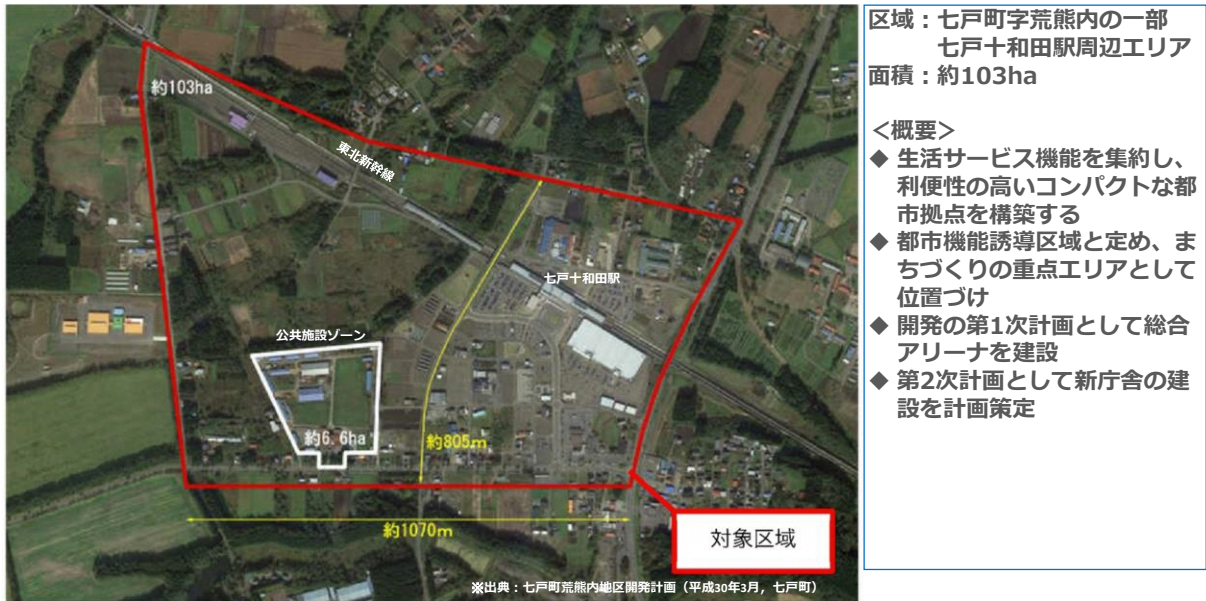 約103ha
東北新幹線
七戸十和田駅
公共施設ゾーン
約6.6ha
約805m
約1070m
対象区域
※出典：七戸町荒熊内地区開発計画（平成30年3月，七戸町）
区域：七戸町字荒熊内の一部
七戸十和田駅周辺エリア
面積：約103ha
＜概要＞
◆ 生活サービス機能を集約し、
利便性の高いコンパクトな都
市拠点を構築する
◆ 都市機能誘導区域と定め、ま
ちづくりの重点エリアとして
位置づけ
◆ 開発の第1次計画として総合
アリーナを建設
◆ 第2次計画として新庁舎の建
設を計画策定